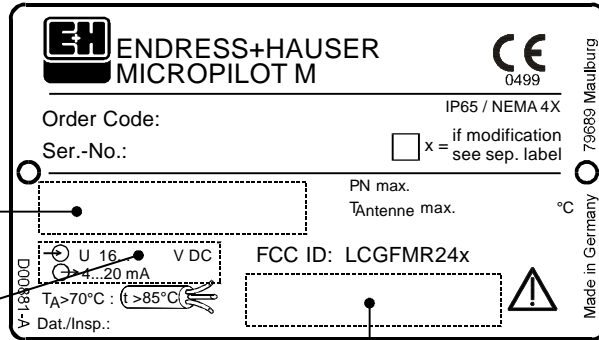 E+H
ENDRESS+HAUSER
MICROPILOT M
0499
IP65 / NEMA 4X
Order Code:
Ser.-No.:
x = if modification
see sep. label
PN max.
TAntenne max. °C
U 16... V DC
4...20 mA
FCC ID: LCGFMR24x
TA>70°C : t >85°C
Dat./Insp.:
D00881-A
Made in Germany 79689 Maulburg